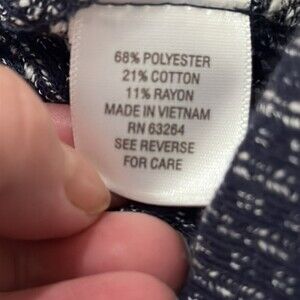 68% POLYESTER
21% COTTON
11% RAYON
MADE IN VIETNAM
RN 63264
SEE REVERSE
FOR CARE